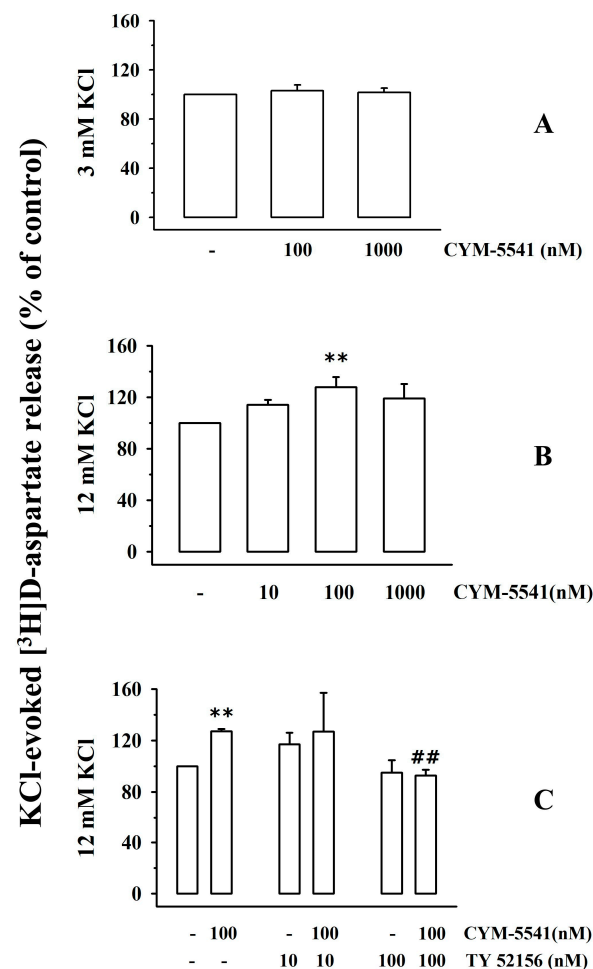 KCl-evoked [³H]D-aspartate release (% of control)
3 mM KCl
160
120
80
40
0
A
- 100 1000 CYM-5541 (nM)
12 mM KCl
160
**
120
80
40
0
B
- 10 100 1000 CYM-5541(nM)
12 mM KCl
160
**
120
##
80
40
0
C
- 100 - 100 - 100 CYM-5541(nM)
- - 10 10 100 100 TY 52156 (nM)